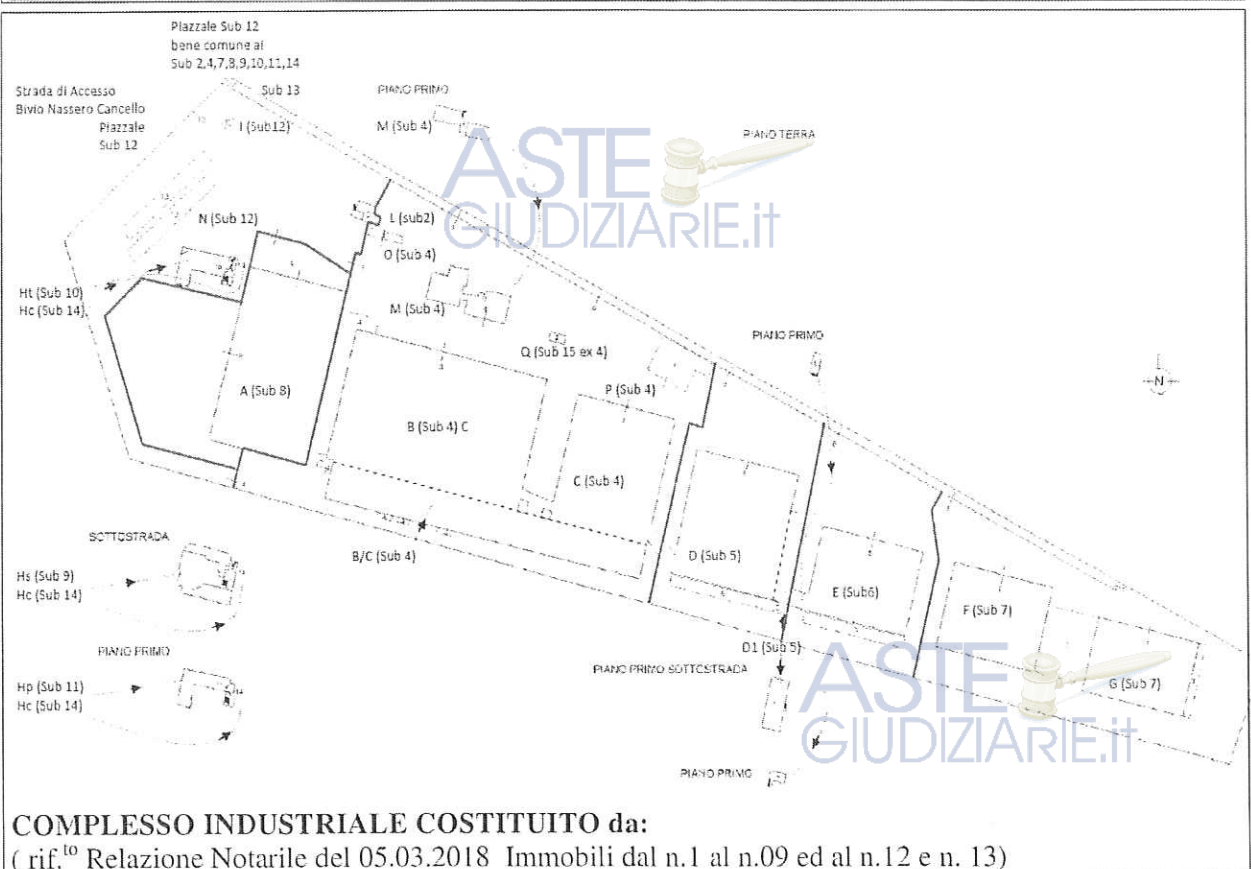 Piazzale Sub 12
bene comune ai
Sub 2,4,7,8,9,10,11,14
Strada di Accesso
Bivio Nassero Cancello
Piazzale
Sub 12
Sub 13
I (Sub12)
PIANO PRIMO
M (Sub 4)
PIANO TERRA
ASTE
GIUDIZIARIE.it
N (Sub 12)
L (sub2)
O (Sub 4)
Ht (Sub 10)
Hc (Sub 14)
M (Sub 4)
Q (Sub 15 ex 4)
PIANO PRIMO
P (Sub 4)
N
A (Sub 8)
B (Sub 4) C
C (Sub 4)
SOTTOSTRADA
B/C (Sub 4)
D (Sub 5)
Hs (Sub 9)
Hc (Sub 14)
E (Sub6)
F (Sub 7)
PIANO PRIMO
D1 (Sub 5)
PIANO PRIMO SOTTOSTRADA
G (Sub 7)
Hp (Sub 11)
Hc (Sub 14)
ASTE
GIUDIZIARIE.it
PIANO PRIMO
COMPLESSO INDUSTRIALE COSTITUITO da:
( rif.to Relazione Notarile del 05.03.2018 Immobili dal n.1 al n.09 ed al n.12 e n. 13)